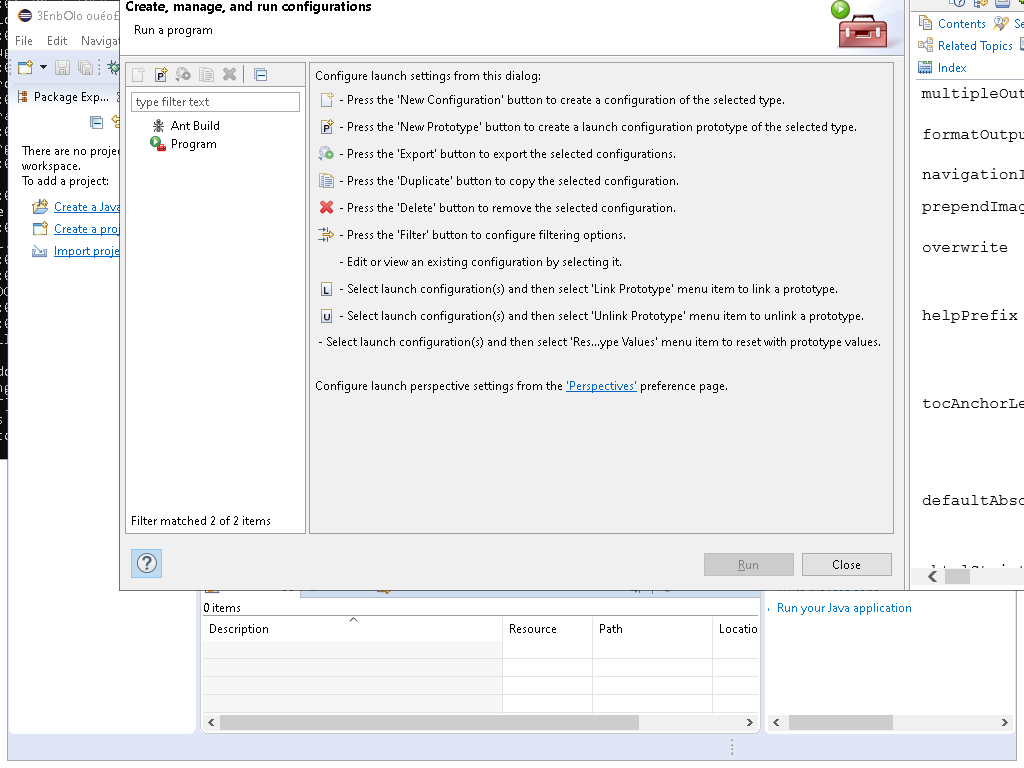 Create, manage, and run configurations
Run a program
File Edit
Package Exp...
There are no
workspace.
To add a project:
Create a Java
Create a
Import
type filter text
Ant Build
Program
Filter matched 2 of 2 items
Configure launch settings from this dialog:
- Press the 'New Configuration' button to create a configuration of the selected type.
- Press the 'New Prototype' button to create a launch configuration prototype of the selected type.
- Press the 'Export' button to export the selected configurations.
- Press the 'Duplicate' button to copy the selected configuration.
- Press the 'Delete' button to remove the selected configuration.
- Press the 'Filter' button to configure filtering options.
- Edit or view an existing configuration by selecting it.
L - Select launch configuration(s) and then select 'Link Prototype' menu item to link a prototype.
U - Select launch configuration(s) and then select 'Unlink Prototype' menu item to unlink a prototype.
- Select launch configuration(s) and then select 'Res...ype Values' menu item to reset with prototype values.
Configure launch perspective settings from the 'Perspectives' preference page.
? Run Close
Contents
Related Topics
Index
multipleOut
formatOutpu
navigationI
prependImag
overwrite
helpPrefix
tocAnchorLe
defaultAbso
0 items
Description Resource Path Locatio
Run your Java application